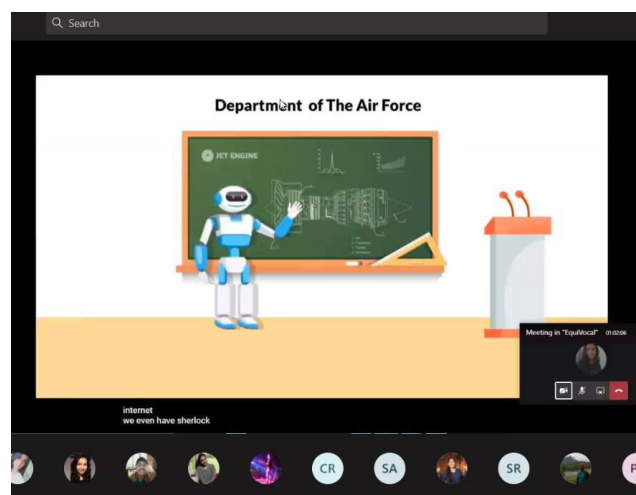 Search
Department of The Air Force
JET ENGINE
Meeting in "EquiVocal" 01:02:06
internet
we even have sherlock
CR
SA
SR
P